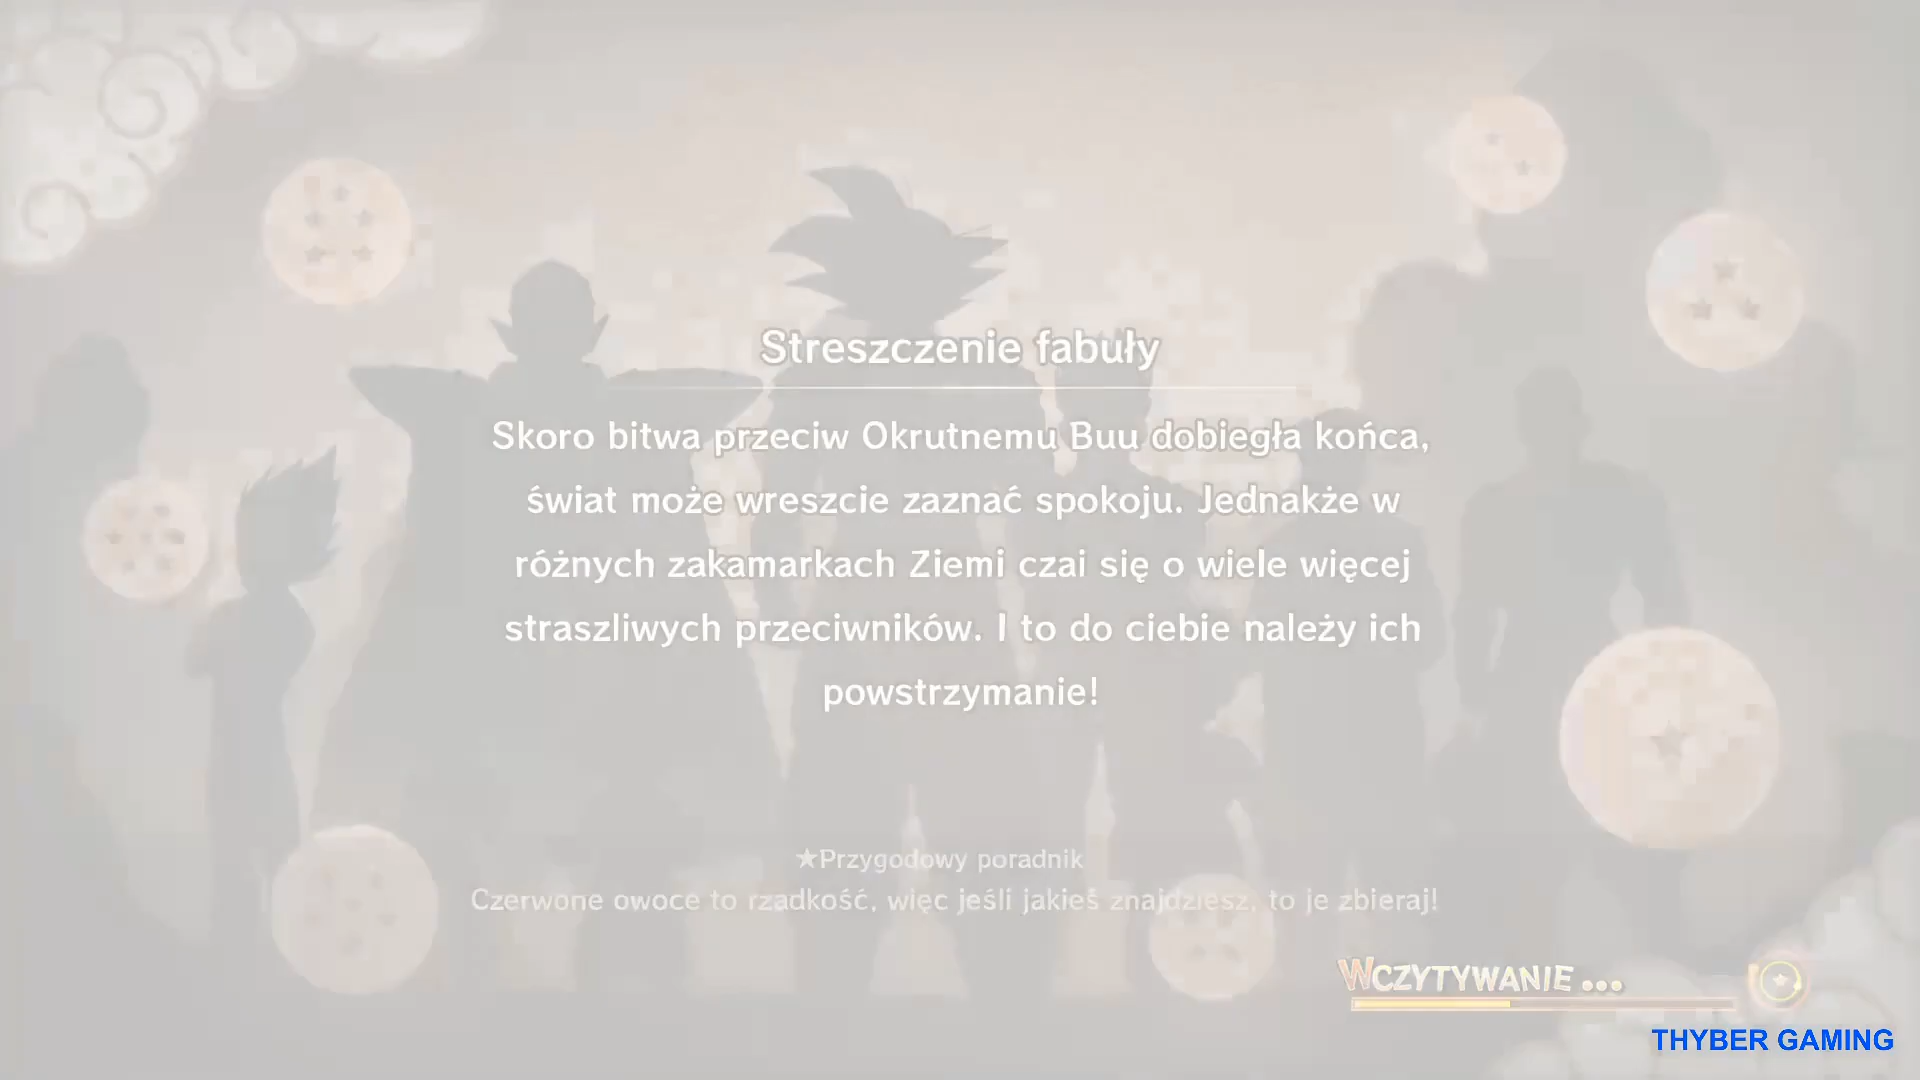 Streszczenie fabuły
Skoro bitwa przeciw Okrutnemu Buu dobiegła końca,
świat może wreszcie zaznać spokoju. Jednakże w
różnych zakamarkach Ziemi czai się o wiele więcej
straszliwych przeciwników. I to do ciebie należy ich
powstrzymanie!
★Przygodowy poradnik
Czerwone owoce to rzadkość, więc jeśli jakieś znajdziesz, to je zbieraj!
WCZYTYWANIE...
THYBER GAMING